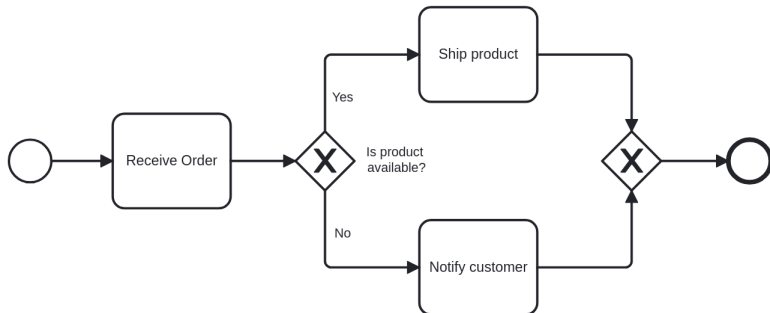 Ship product
Yes
Receive Order
Is product
available?
No
Notify customer